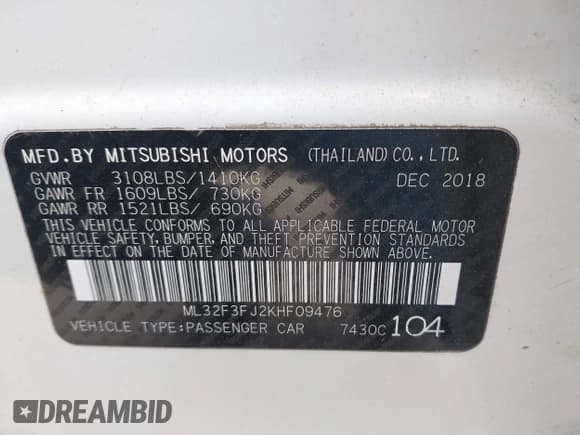 MFD.BY MITSUBISHI MOTORS (THAILAND)CO.,LTD.
GVWR 3108LBS/1410KG DEC 2018
GAWR FR 1609LBS/ 730KG
GAWR RR 1521LBS/ 690KG
THIS VEHICLE CONFORMS TO ALL APPLICABLE FEDERAL MOTOR
VEHICLE SAFETY, BUMPER, AND THEFT PREVENTION STANDARDS
IN EFFECT ON THE DATE OF MANUFACTURE SHOWN ABOVE.
ML32F3FJ2KHF09476
VEHICLE TYPE:PASSENGER CAR 7430C 104
DREAMBID